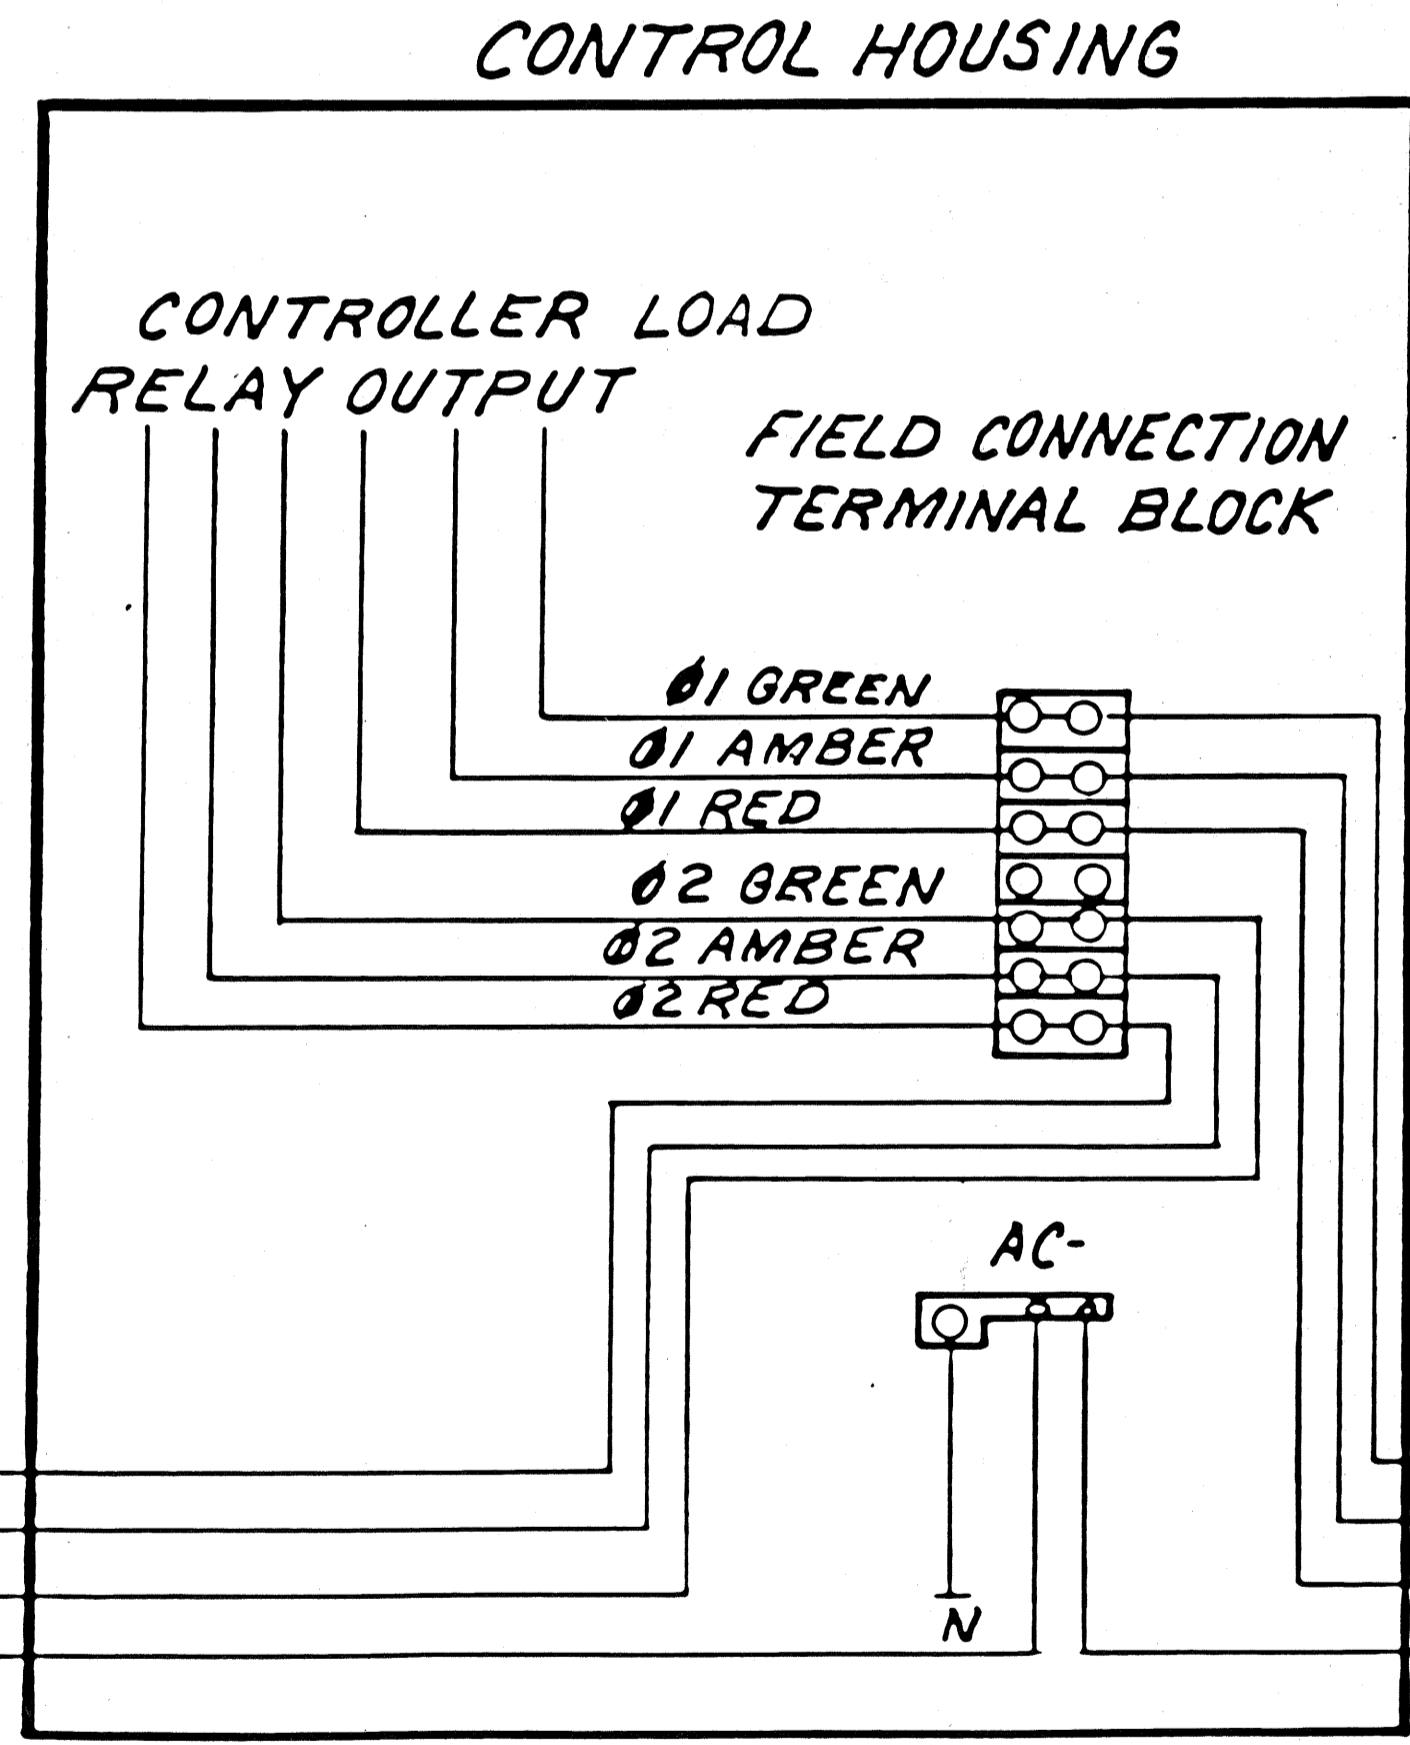 CONTROL HOUSING
CONTROLLER LOAD
RELAY OUTPUT
FIELD CONNECTION
TERMINAL BLOCK
Ø1 GREEN
Ø1 AMBER
Ø1 RED
Ø2 GREEN
Ø2 AMBER
Ø2 RED
AC-
N